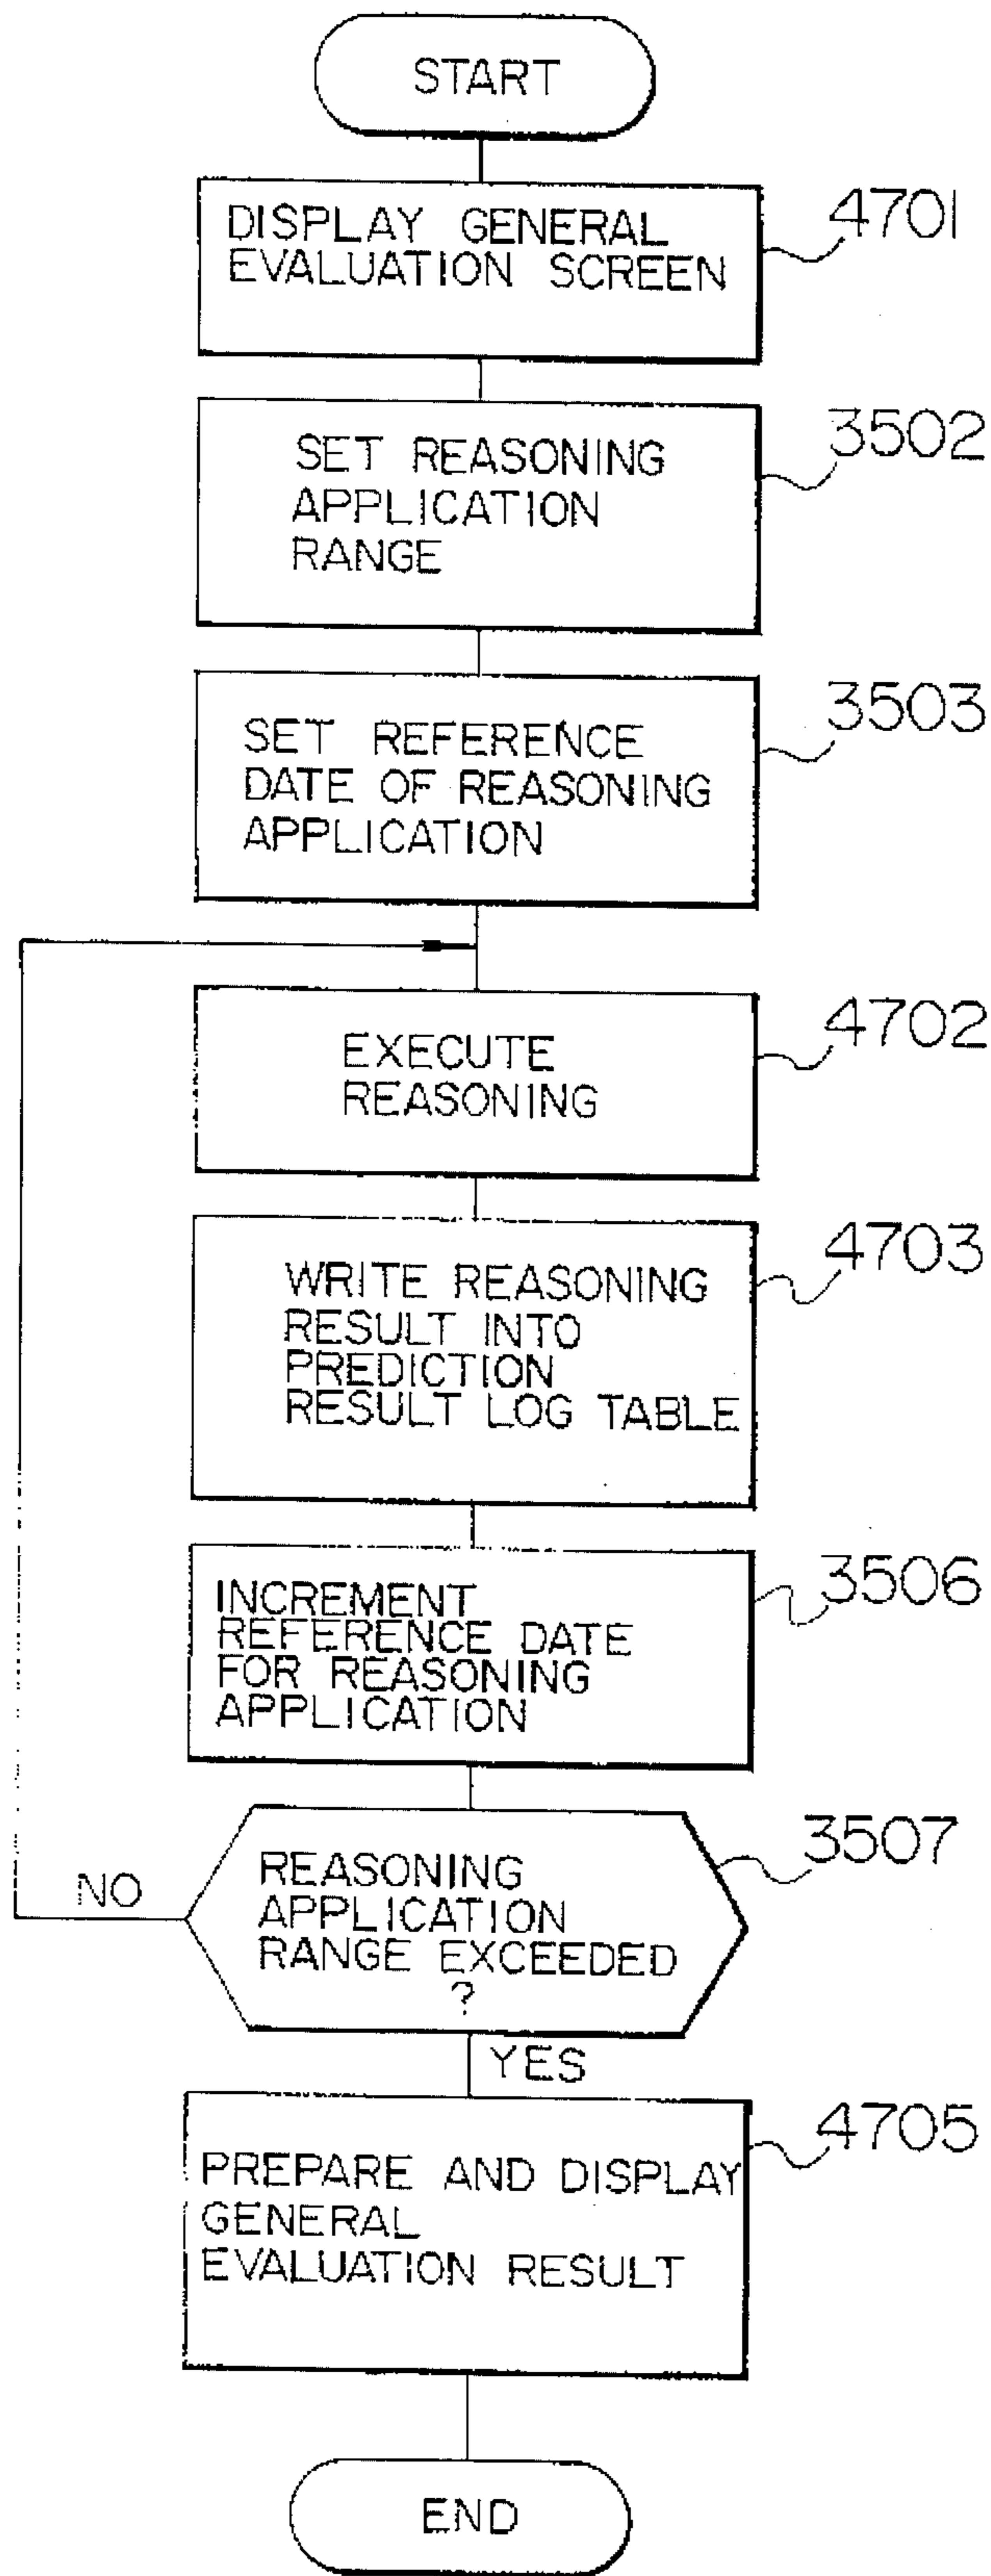 START
DISPLAY GENERAL
EVALUATION SCREEN
4701
SET REASONING
APPLICATION
RANGE
3502
SET REFERENCE
DATE OF REASONING
APPLICATION
3503
EXECUTE
REASONING
4702
WRITE REASONING
RESULT INTO
PREDICTION
RESULT LOG TABLE
4703
INCREMENT
REFERENCE DATE
FOR REASONING
APPLICATION
3506
REASONING
APPLICATION
RANGE EXCEEDED
?
3507
NO
YES
PREPARE AND DISPLAY
GENERAL
EVALUATION RESULT
4705
END